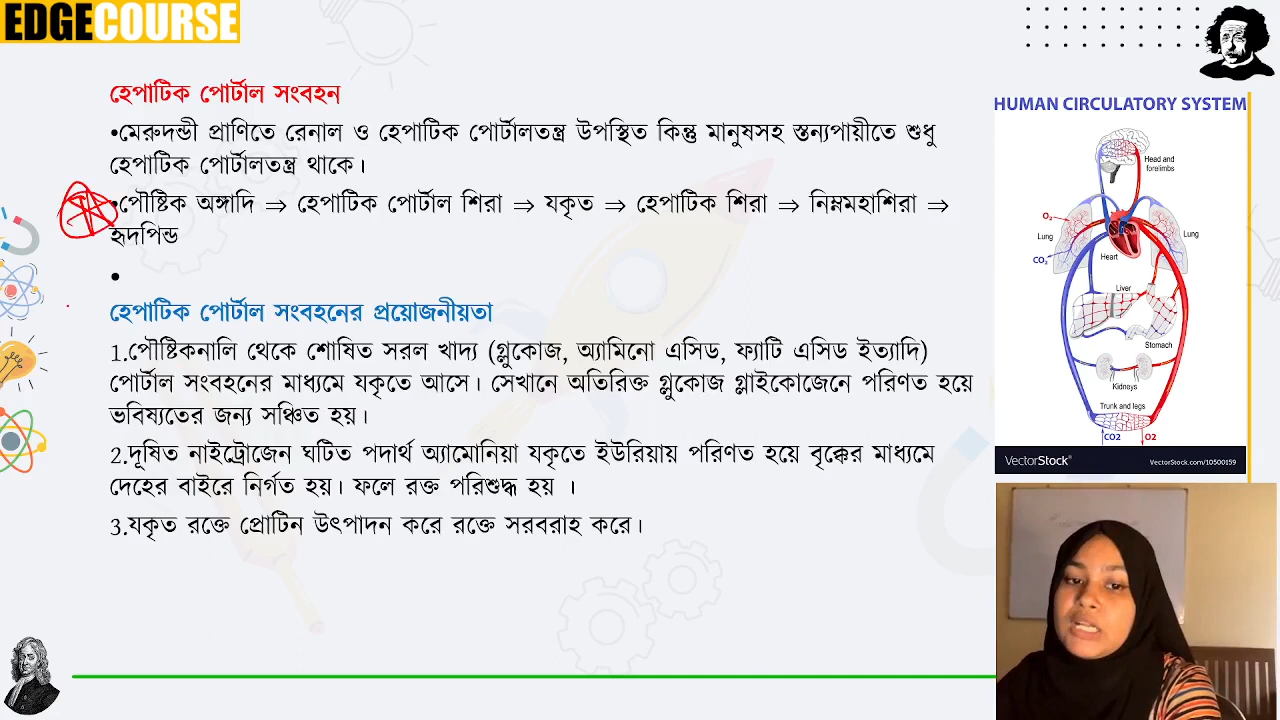 EDGECOURSE
হেপাটিক পোর্টাল সংবহন
•মেরুদন্ডী প্রাণিতে রেনাল ও হেপাটিক পোর্টালতন্ত্র উপস্থিত কিন্তু মানুষসহ স্তন্যপায়ীতে শুধু
হেপাটিক পোর্টালতন্ত্র থাকে।
•পৌষ্টিক অঙ্গাদি ⇒ হেপাটিক পোর্টাল শিরা ⇒ যকৃত ⇒ হেপাটিক শিরা ⇒ নিম্নমহাশিরা ⇒
হৃদপিন্ড
•
হেপাটিক পোর্টাল সংবহনের প্রয়োজনীয়তা
1.পৌষ্টিকনালি থেকে শোষিত সরল খাদ্য (গ্লুকোজ, অ্যামিনো এসিড, ফ্যাটি এসিড ইত্যাদি)
পোর্টাল সংবহনের মাধ্যমে যকৃতে আসে। সেখানে অতিরিক্ত গ্লুকোজ গ্লাইকোজেনে পরিণত হয়ে
ভবিষ্যতের জন্য সঞ্চিত হয়।
2.দূষিত নাইট্রোজেন ঘটিত পদার্থ অ্যামোনিয়া যকৃতে ইউরিয়ায় পরিণত হয়ে বৃক্কের মাধ্যমে
দেহের বাইরে নির্গত হয়। ফলে রক্ত পরিশুদ্ধ হয় ।
3.যকৃত রক্তে প্রোটিন উৎপাদন করে রক্তে সরবরাহ করে।
HUMAN CIRCULATORY SYSTEM
Head and
forelimbs
O₂
Lung
Lung
CO₂
Heart
Liver
Stomach
Kidneys
Trunk and legs
CO2
O2
VectorStock®
VectorStock.com/10500159